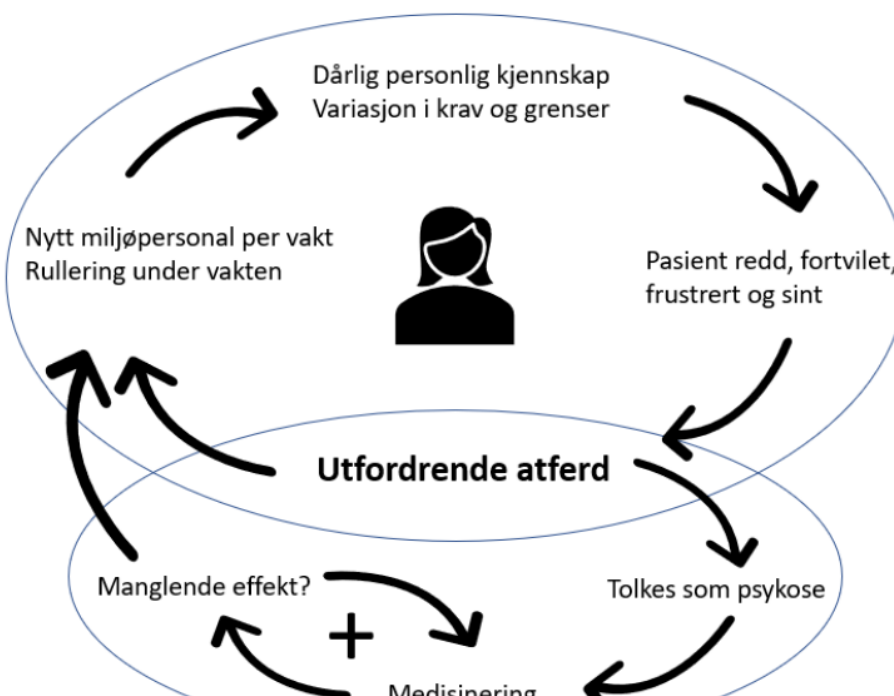 Dårlig personlig kjennskap
Variasjon i krav og grenser
Nytt miljøpersonal per vakt
Rullering under vakten
Pasient redd, fortvilet,
frustrert og sint
Utfordrende atferd
Manglende effekt?
Tolkes som psykose
+
Medisinering